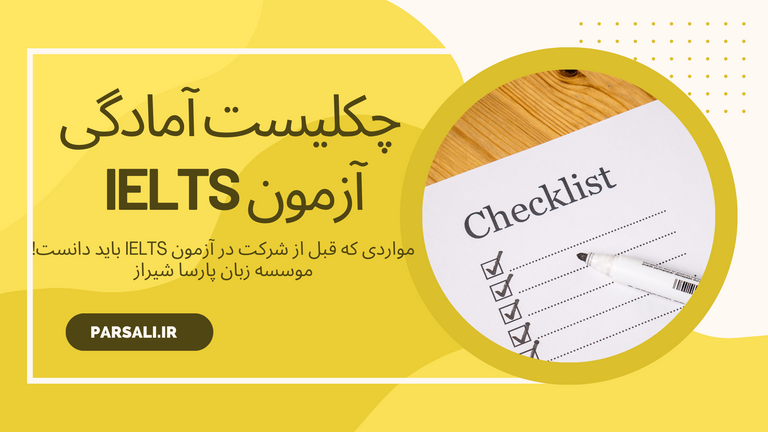 چکلیست آمادگی
آزمون IELTS
مواردی که قبل از شرکت در آزمون IELTS باید دانست!
موسسه زبان پارسا شیراز
PARSALI.IR
Checklist